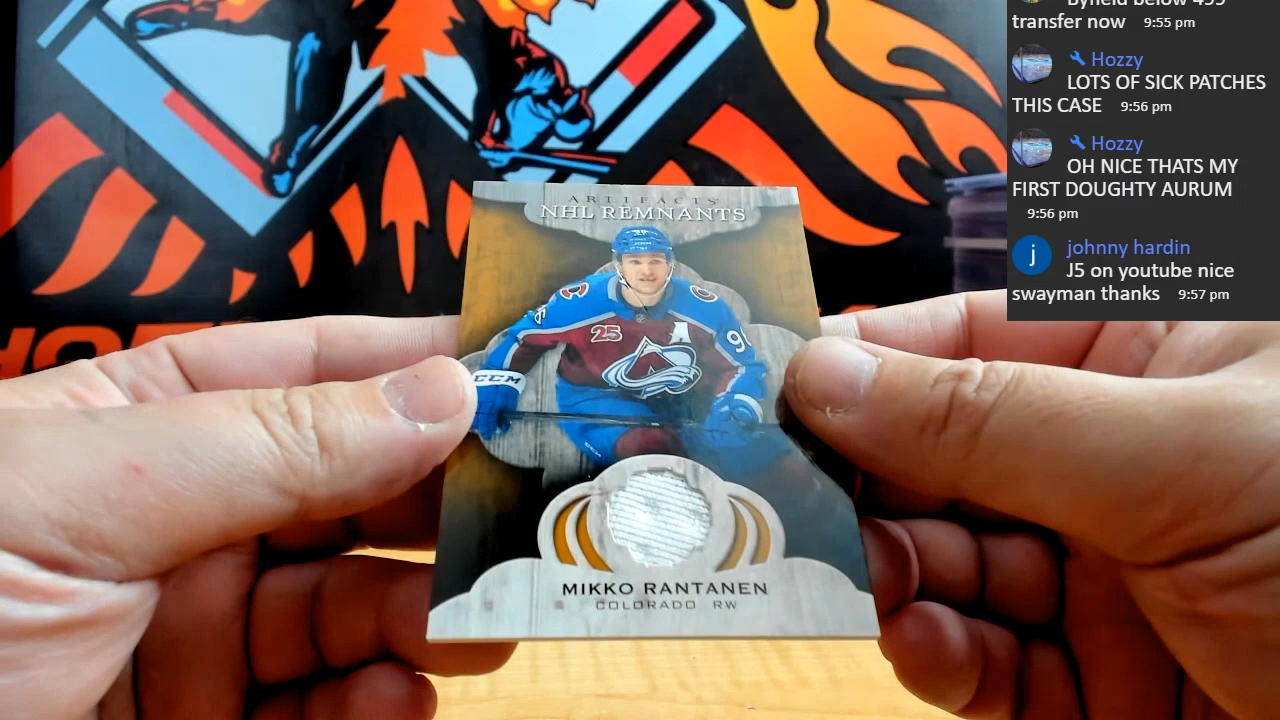 transfer now 9:55 pm
Hozzy
LOTS OF SICK PATCHES
THIS CASE 9:56 pm
Hozzy
OH NICE THATS MY
FIRST DOUGHTY AURUM
9:56 pm
j johnny hardin
J5 on youtube nice
swayman thanks 9:57 pm
ARTIFACTS
NHL REMNANTS
25
A
96
CCM
MIKKO RANTANEN
COLORADO RW